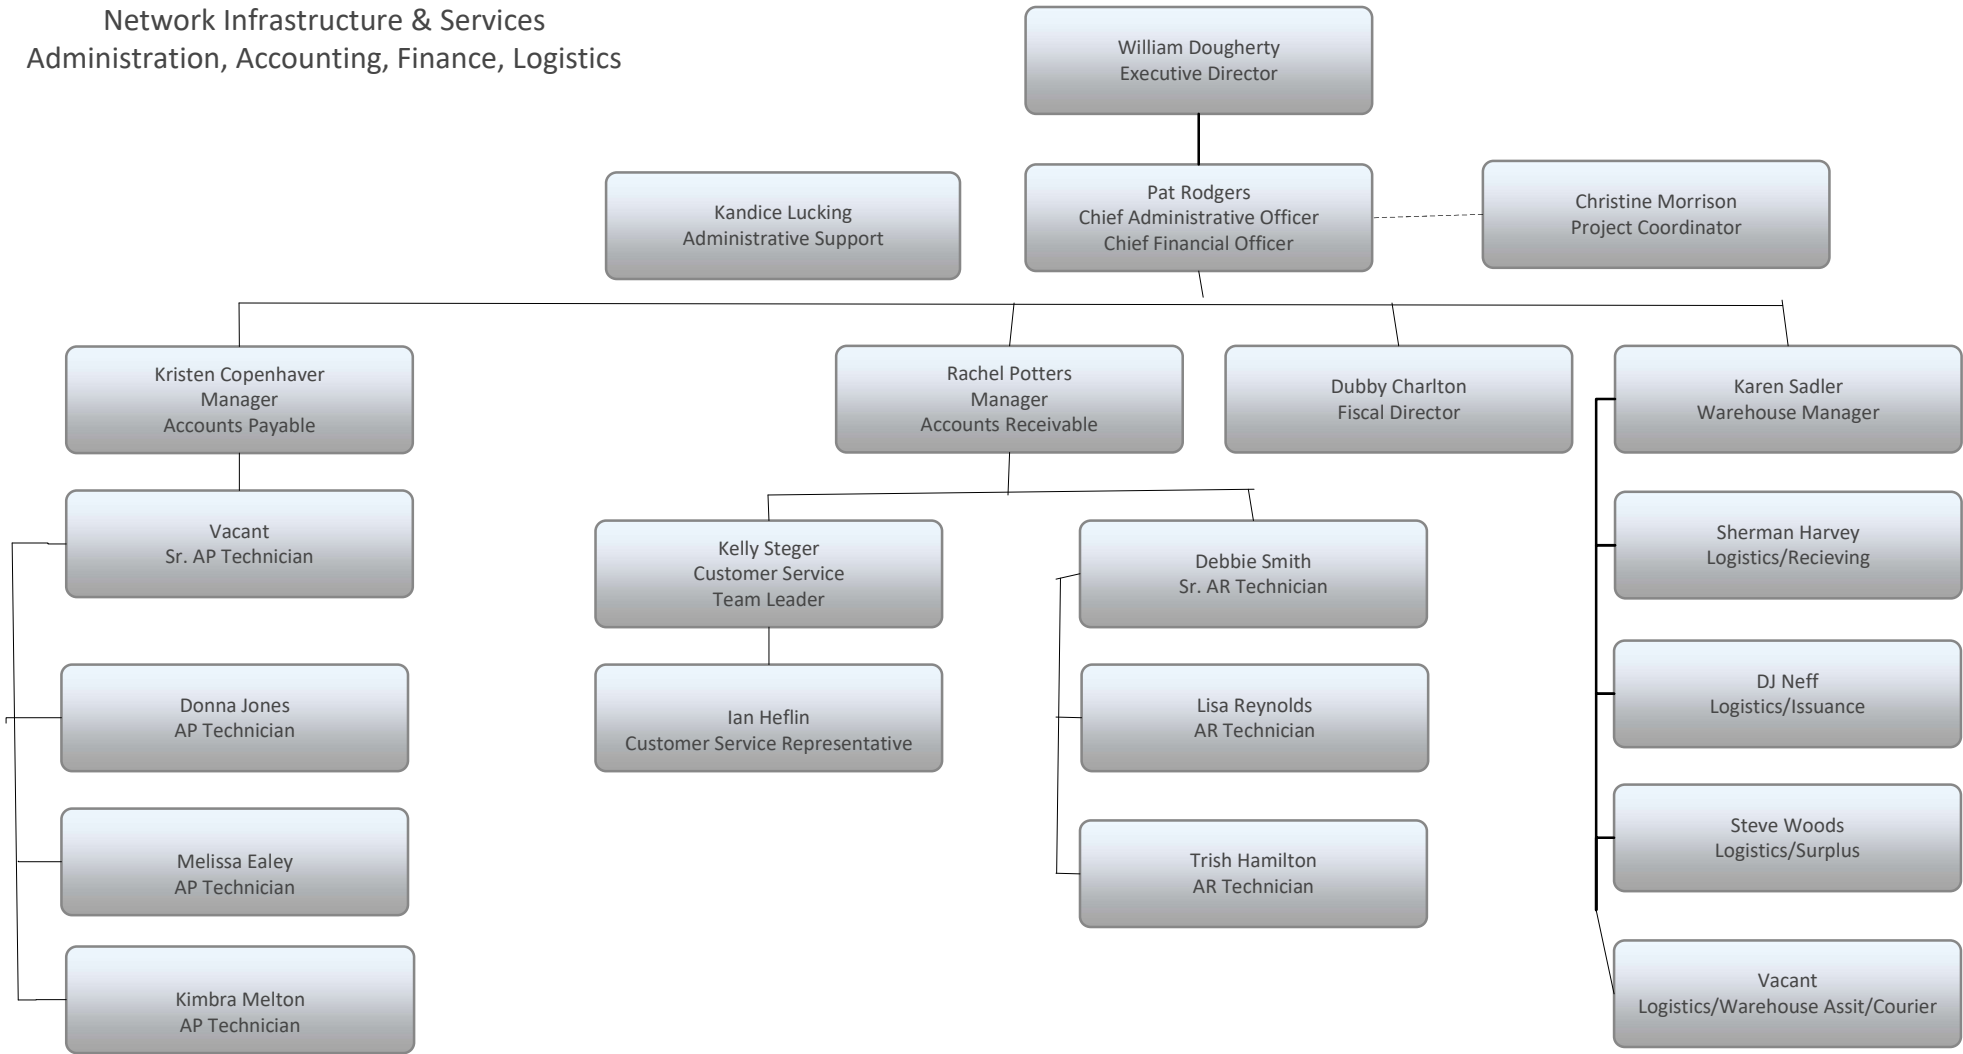 Network Infrastructure & Services
Administration, Accounting, Finance, Logistics
William Dougherty
Executive Director
Kandice Lucking
Administrative Support
Pat Rodgers
Chief Administrative Officer
Chief Financial Officer
Christine Morrison
Project Coordinator
Kristen Copenhaver
Manager
Accounts Payable
Rachel Potters
Manager
Accounts Receivable
Dubby Charlton
Fiscal Director
Karen Sadler
Warehouse Manager
Vacant
Sr. AP Technician
Kelly Steger
Customer Service
Team Leader
Debbie Smith
Sr. AR Technician
Sherman Harvey
Logistics/Recieving
Donna Jones
AP Technician
Ian Heflin
Customer Service Representative
Lisa Reynolds
AR Technician
DJ Neff
Logistics/Issuance
Melissa Ealey
AP Technician
Trish Hamilton
AR Technician
Steve Woods
Logistics/Surplus
Kimbra Melton
AP Technician
Vacant
Logistics/Warehouse Assit/Courier